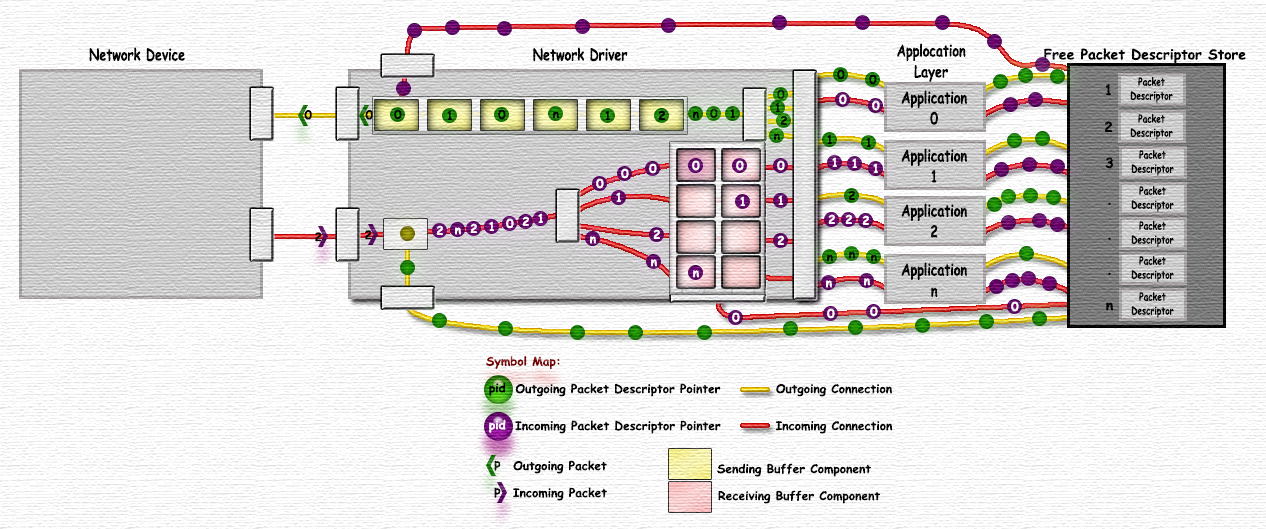 Network Device
Network Driver
Applocation
Layer
Free Packet Descriptor Store
0
0
0
1
0
n
1
2
n
0
1
0
1
2
n
0
0
0
0
Application
0
1
Packet
Descriptor
2
Packet
Descriptor
1
1
Application
1
1
1
1
3
Packet
Descriptor
0
0
0
0
0
0
1
1
1
2
Application
2
2
2
2
.
Packet
Descriptor
2
2
2
n
2
1
0
2
1
n
2
2
.
Packet
Descriptor
n
n
n
n
n
n
Application
n
n
n
.
Packet
Descriptor
n
Packet
Descriptor
0
0
0
0
Symbol Map:
pid Outgoing Packet Descriptor Pointer
Outgoing Connection
pid Incoming Packet Descriptor Pointer
Incoming Connection
P Outgoing Packet
Sending Buffer Component
P Incoming Packet
Receiving Buffer Component